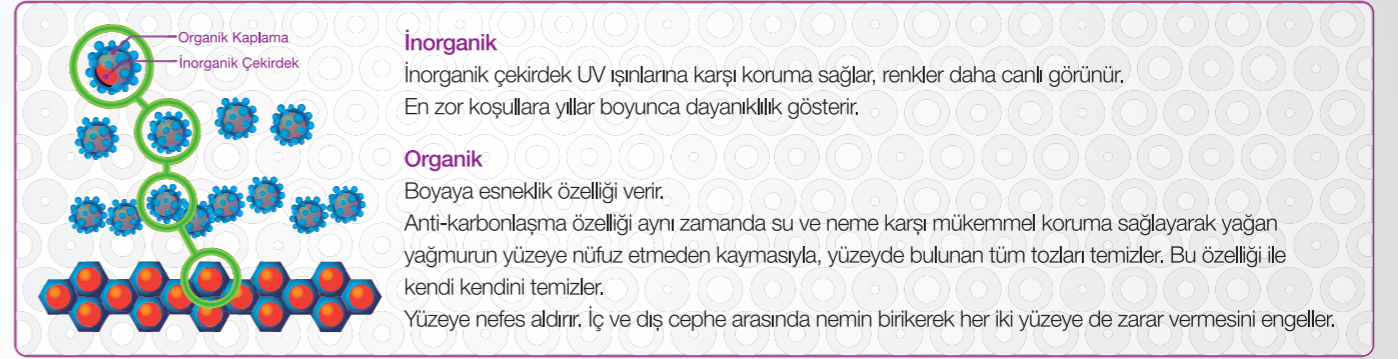 Organik Kaplama
İnorganik Çekirdek
İnorganik
İnorganik çekirdek UV ışınlarına karşı koruma sağlar, renkler daha canlı görünür.
En zor koşullara yıllar boyunca dayanıklılık gösterir.
Organik
Boyaya esneklik özelliği verir.
Anti-karbonlaşma özelliği aynı zamanda su ve neme karşı mükemmel koruma sağlayarak yağan
yağmurun yüzeye nüfuz etmeden kaymasıyla, yüzeyde bulunan tüm tozları temizler. Bu özelliği ile
kendi kendini temizler.
Yüzeye nefes aldırır. İç ve dış cephe arasında nemin birikerek her iki yüzeye de zarar vermesini engeller.